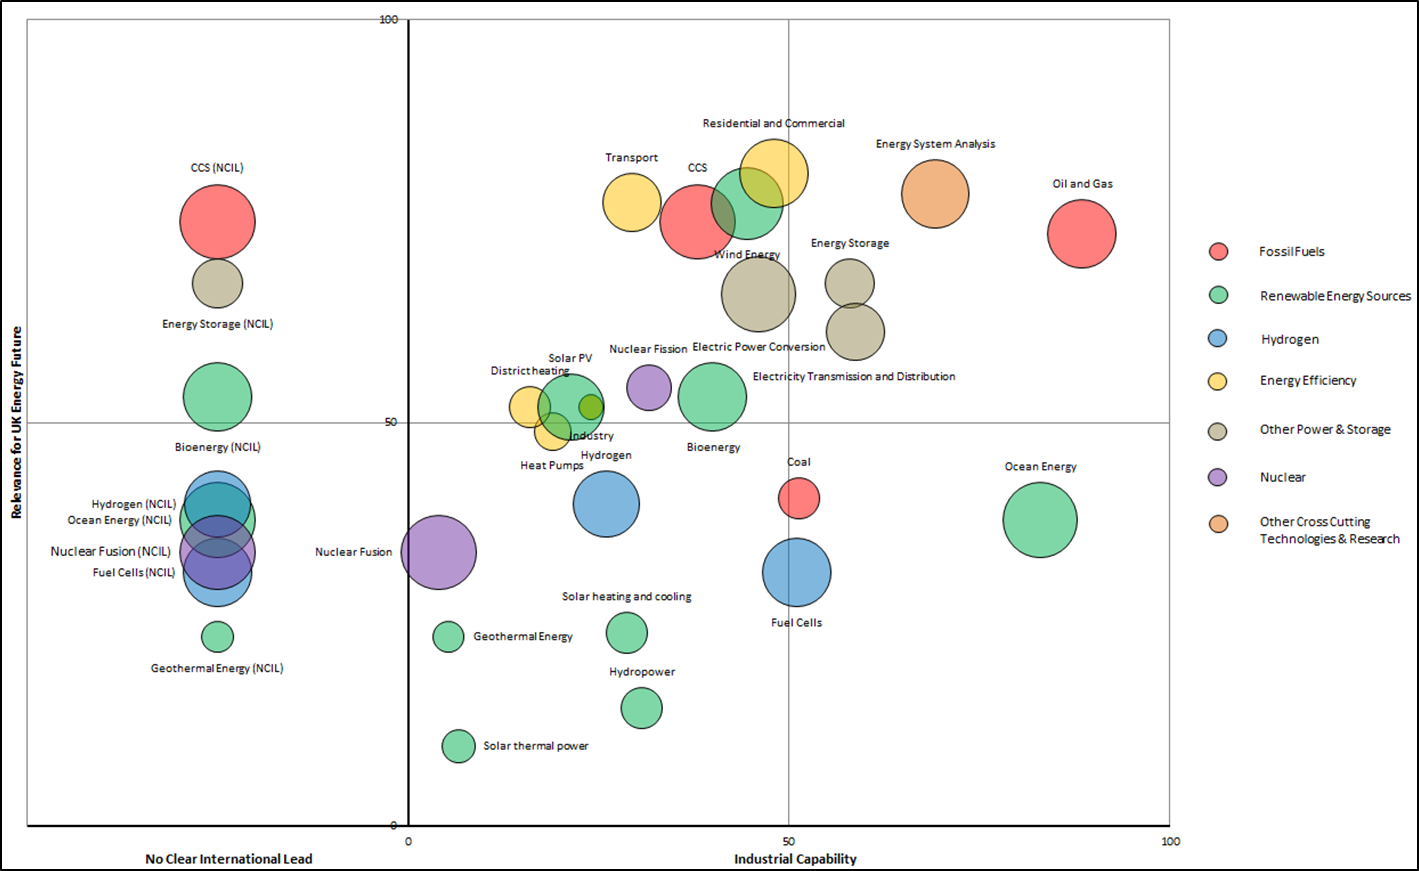 100
Residential and Commercial
Energy System Analysis
Transport
CCS (NCIL)
CCS
Oil and Gas
Energy Storage
Fossil Fuels
Wind Energy
Renewable Energy Sources
Energy Storage (NCIL)
Hydrogen
Relevance for UK Energy Future
Nuclear Fission
Electric Power Conversion
Solar PV
District heating
Electricity Transmission and Distribution
Energy Efficiency
50
Other Power & Storage
Industry
Bioenergy (NCIL)
Bioenergy
Hydrogen
Heat Pumps
Coal
Ocean Energy
Nuclear
Hydrogen (NCIL)
Ocean Energy (NCIL)
Other Cross Cutting
Technologies & Research
Nuclear Fusion (NCIL)
Nuclear Fusion
Fuel Cells (NCIL)
Solar heating and cooling
Fuel Cells
Geothermal Energy
Geothermal Energy (NCIL)
Hydropower
Solar thermal power
0
0
50
100
No Clear International Lead
Industrial Capability